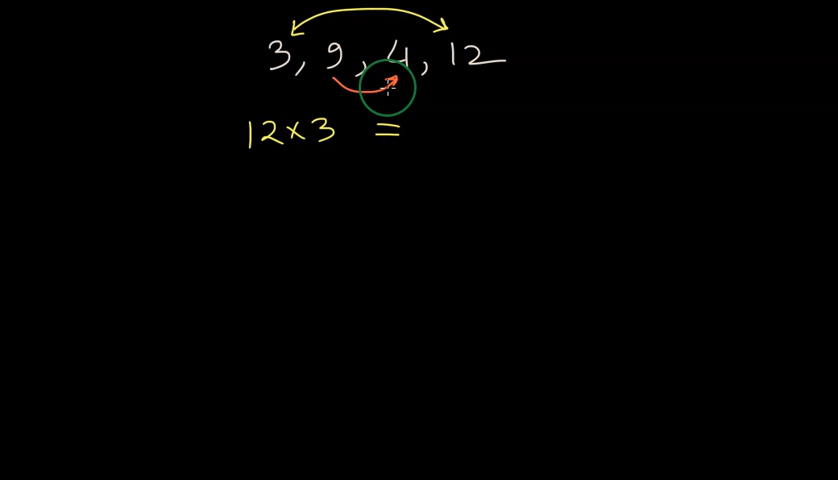 3, 9, 4, 12
12×3 =